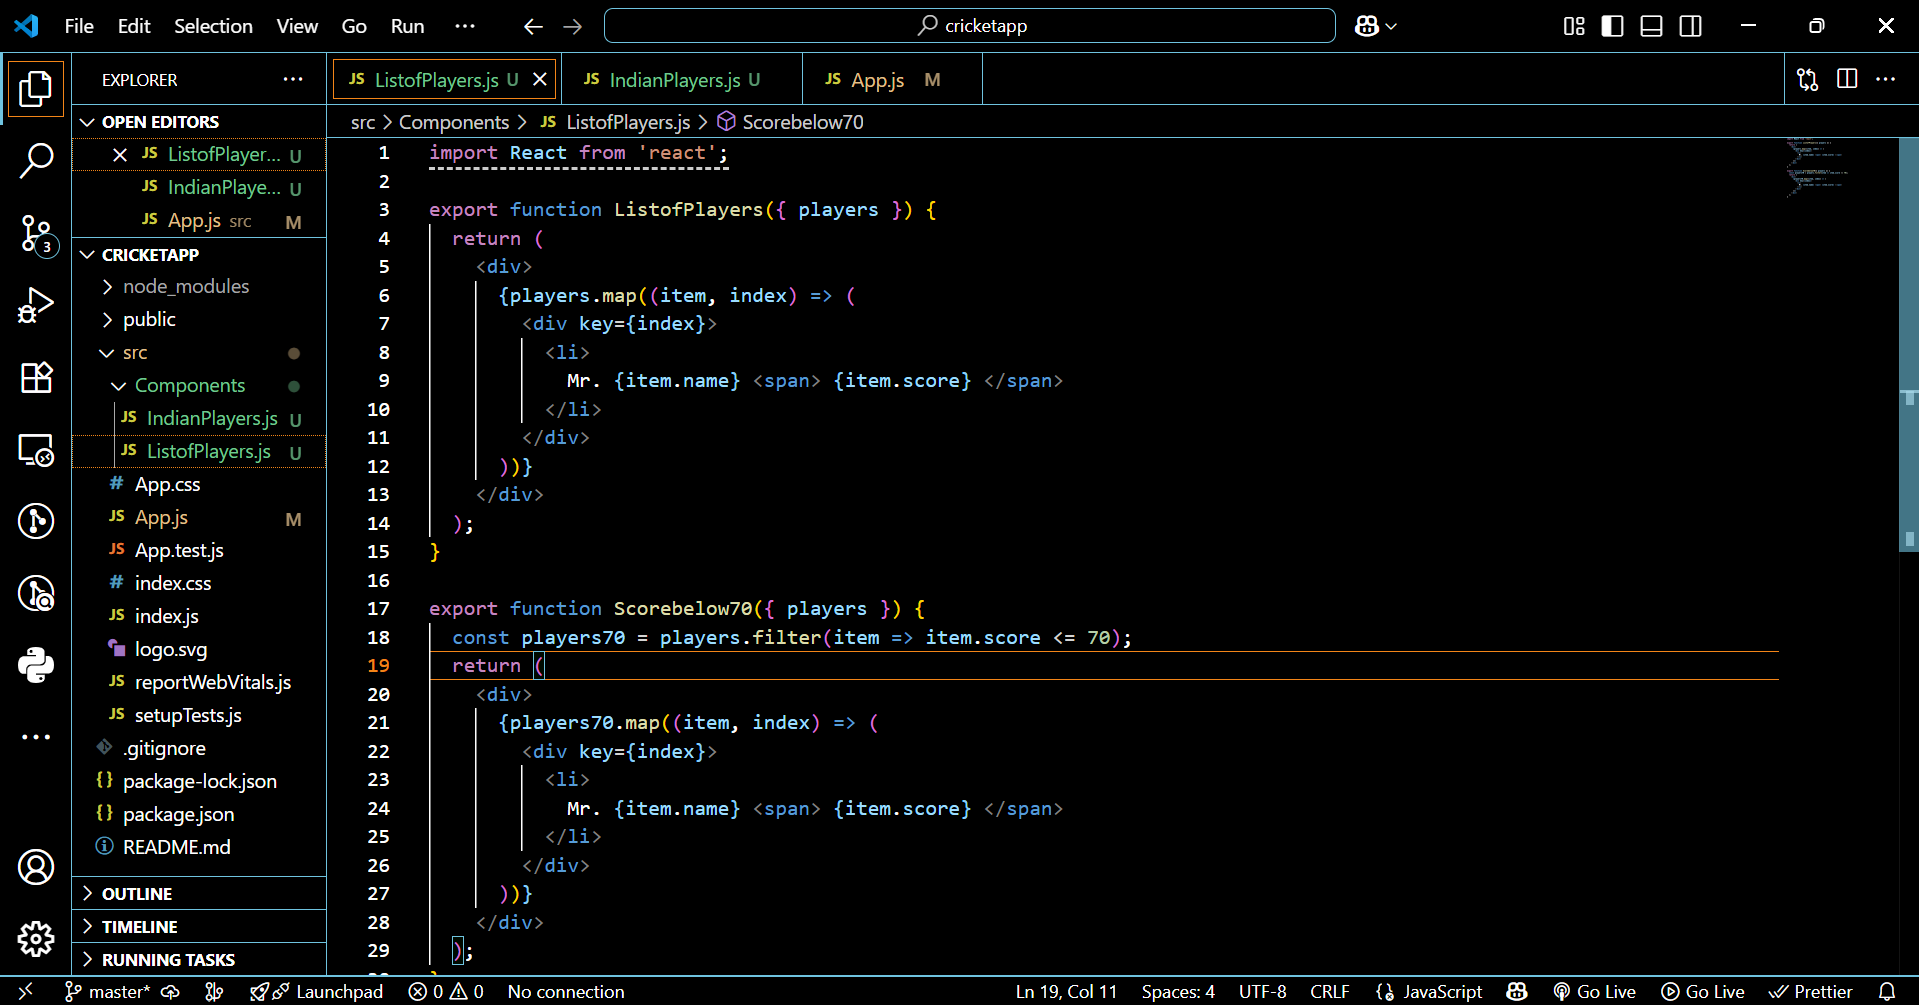 File Edit Selection View Go Run ··· cricketapp
EXPLORER ···
JS ListofPlayers.js U
JS IndianPlayers.js U
JS App.js M
src > Components > JS ListofPlayers.js > Scorebelow70
OPEN EDITORS
JS ListofPlayer... U
JS IndianPlaye... U
JS App.js src M
CRICKETAPP
node_modules
public
src
Components
JS IndianPlayers.js U
JS ListofPlayers.js U
# App.css
JS App.js M
JS App.test.js
# index.css
JS index.js
logo.svg
JS reportWebVitals.js
JS setupTests.js
.gitignore
{} package-lock.json
{} package.json
README.md
OUTLINE
TIMELINE
RUNNING TASKS
3
1 import React from 'react';
2
3 export function ListofPlayers({ players }) {
4 return (
5 <div>
6 {players.map((item, index) => (
7 <div key={index}>
8 <li>
9 Mr. {item.name} <span> {item.score} </span>
10 </li>
11 </div>
12 ))}
13 </div>
14 );
15 }
16
17 export function Scorebelow70({ players }) {
18 const players70 = players.filter(item => item.score <= 70);
19 return (
20 <div>
21 {players70.map((item, index) => (
22 <div key={index}>
23 <li>
24 Mr. {item.name} <span> {item.score} </span>
25 </li>
26 </div>
27 ))}
28 </div>
29 );
master* Launchpad 0 0 No connection Ln 19, Col 11 Spaces: 4 UTF-8 CRLF JavaScript Go Live Go Live Prettier